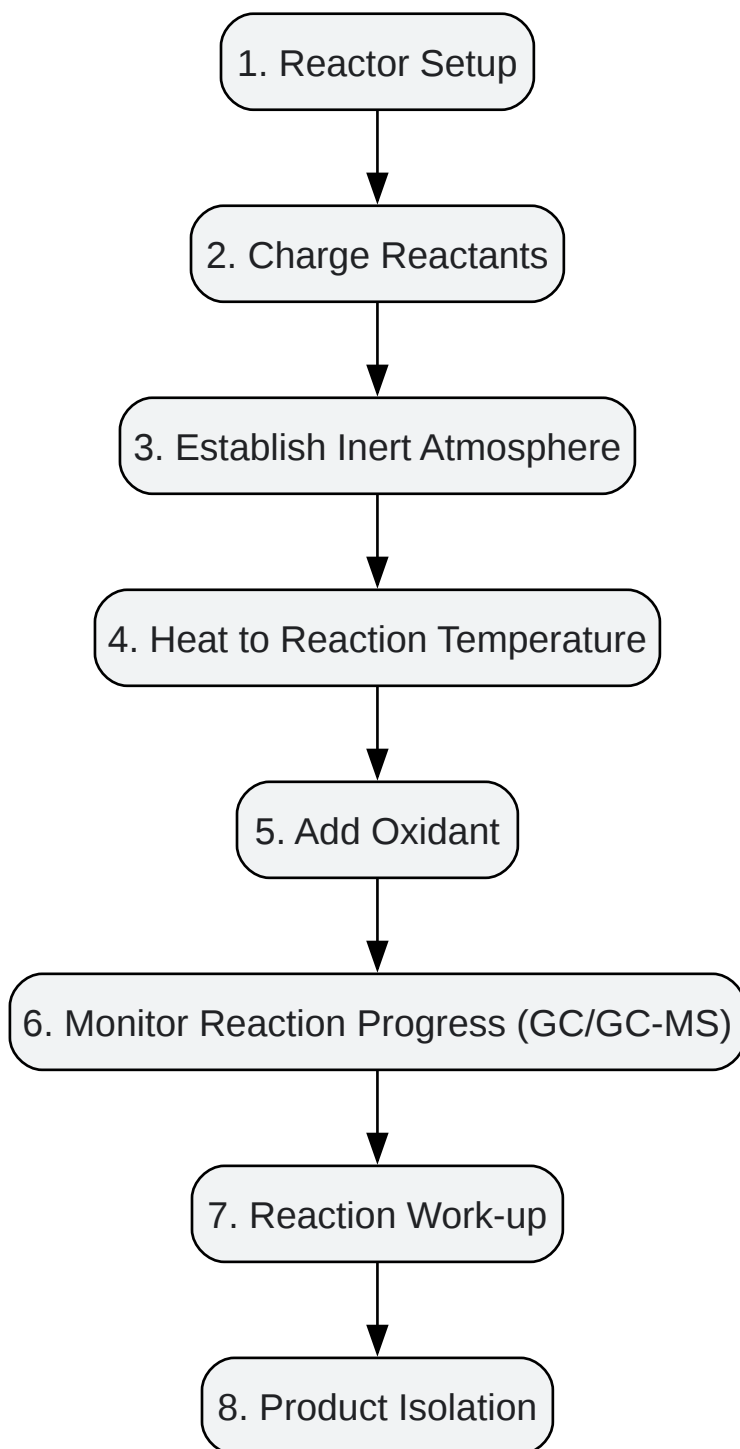 1. Reactor Setup
2. Charge Reactants
3. Establish Inert Atmosphere
4. Heat to Reaction Temperature
5. Add Oxidant
6. Monitor Reaction Progress (GC/GC-MS)
7. Reaction Work-up
8. Product Isolation